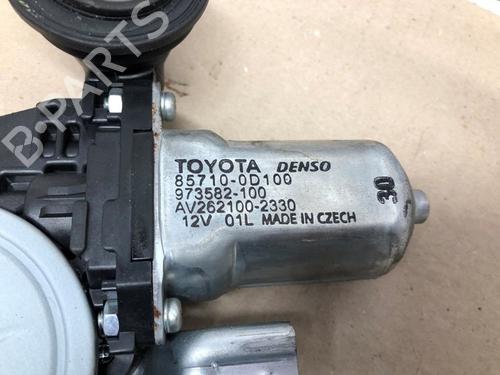 B-PARTS
TOYOTA DENSO
85710-0D100
973582-100
AV262100-2330
12V 01L MADE IN CZECH
30